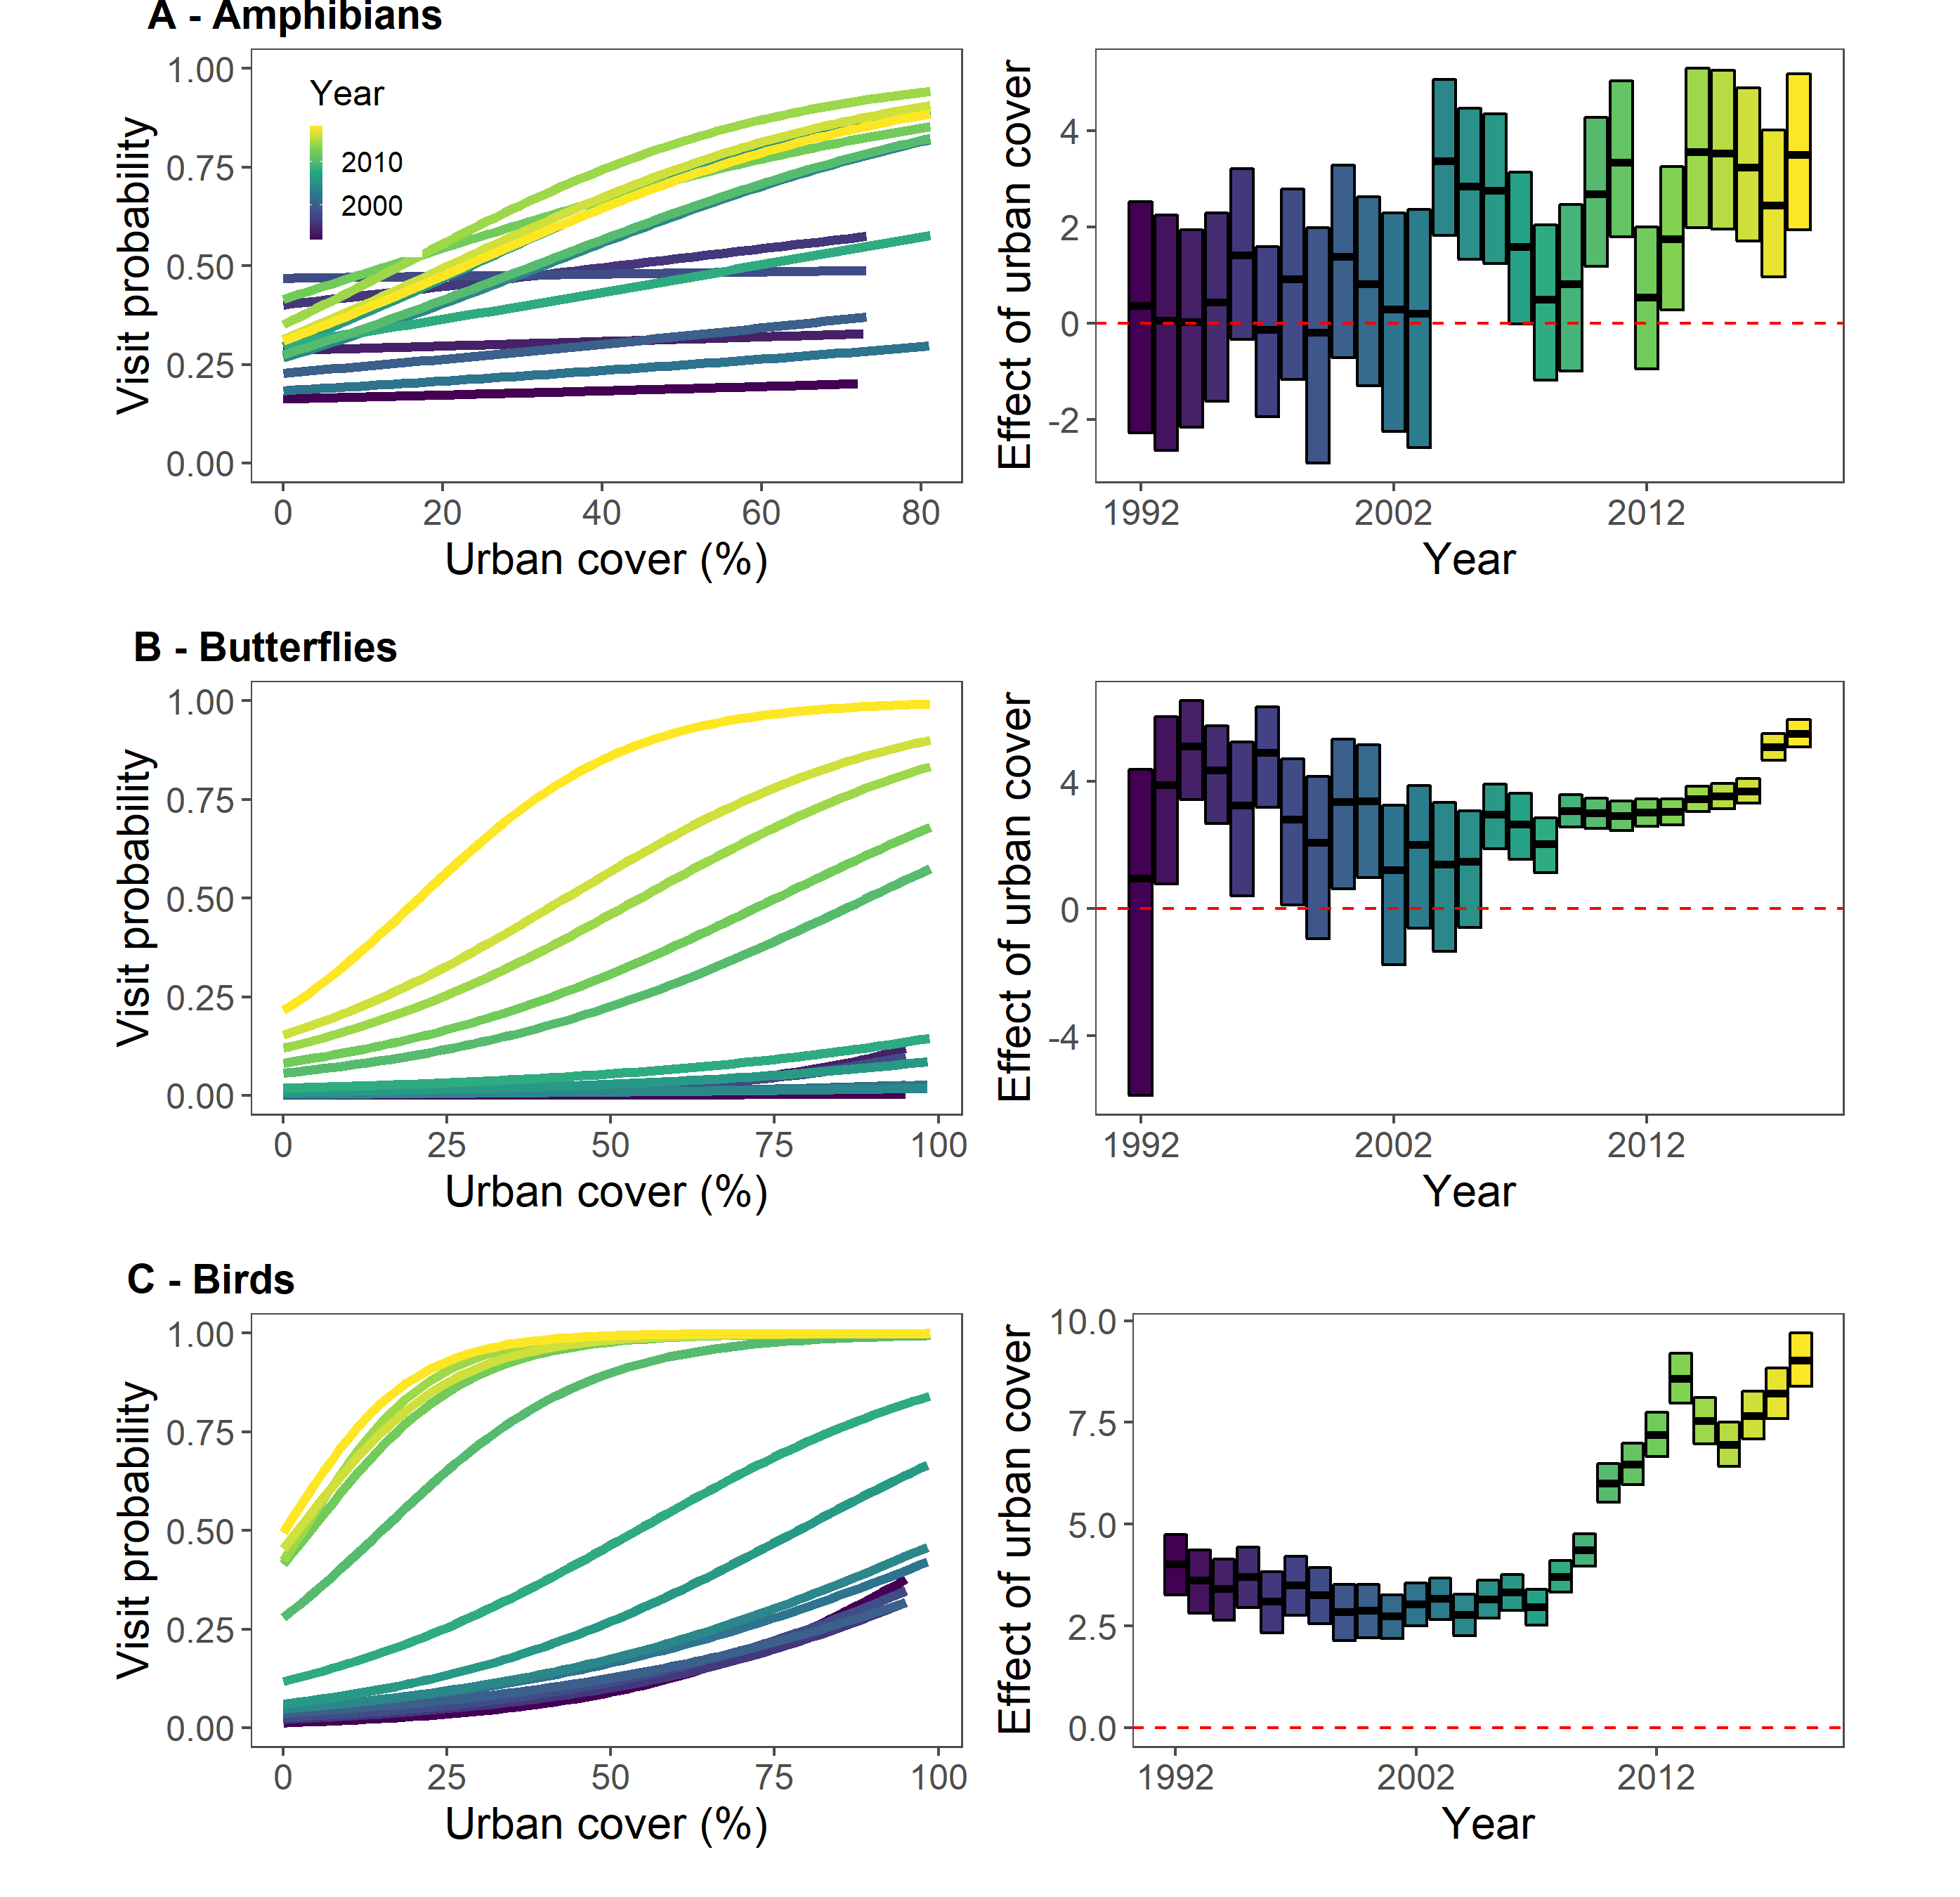 A - Amphibians
Visit probability
1.00
0.75
0.50
0.25
0.00
Year
2010
2000
0 20 40 60 80
Urban cover (%)
Effect of urban cover
4
2
0
-2
1992 2002 2012
Year
B - Butterflies
Visit probability
1.00
0.75
0.50
0.25
0.00
0 25 50 75 100
Urban cover (%)
Effect of urban cover
4
0
-4
1992 2002 2012
Year
C - Birds
Visit probability
1.00
0.75
0.50
0.25
0.00
0 25 50 75 100
Urban cover (%)
Effect of urban cover
10.0
7.5
5.0
2.5
0.0
1992 2002 2012
Year